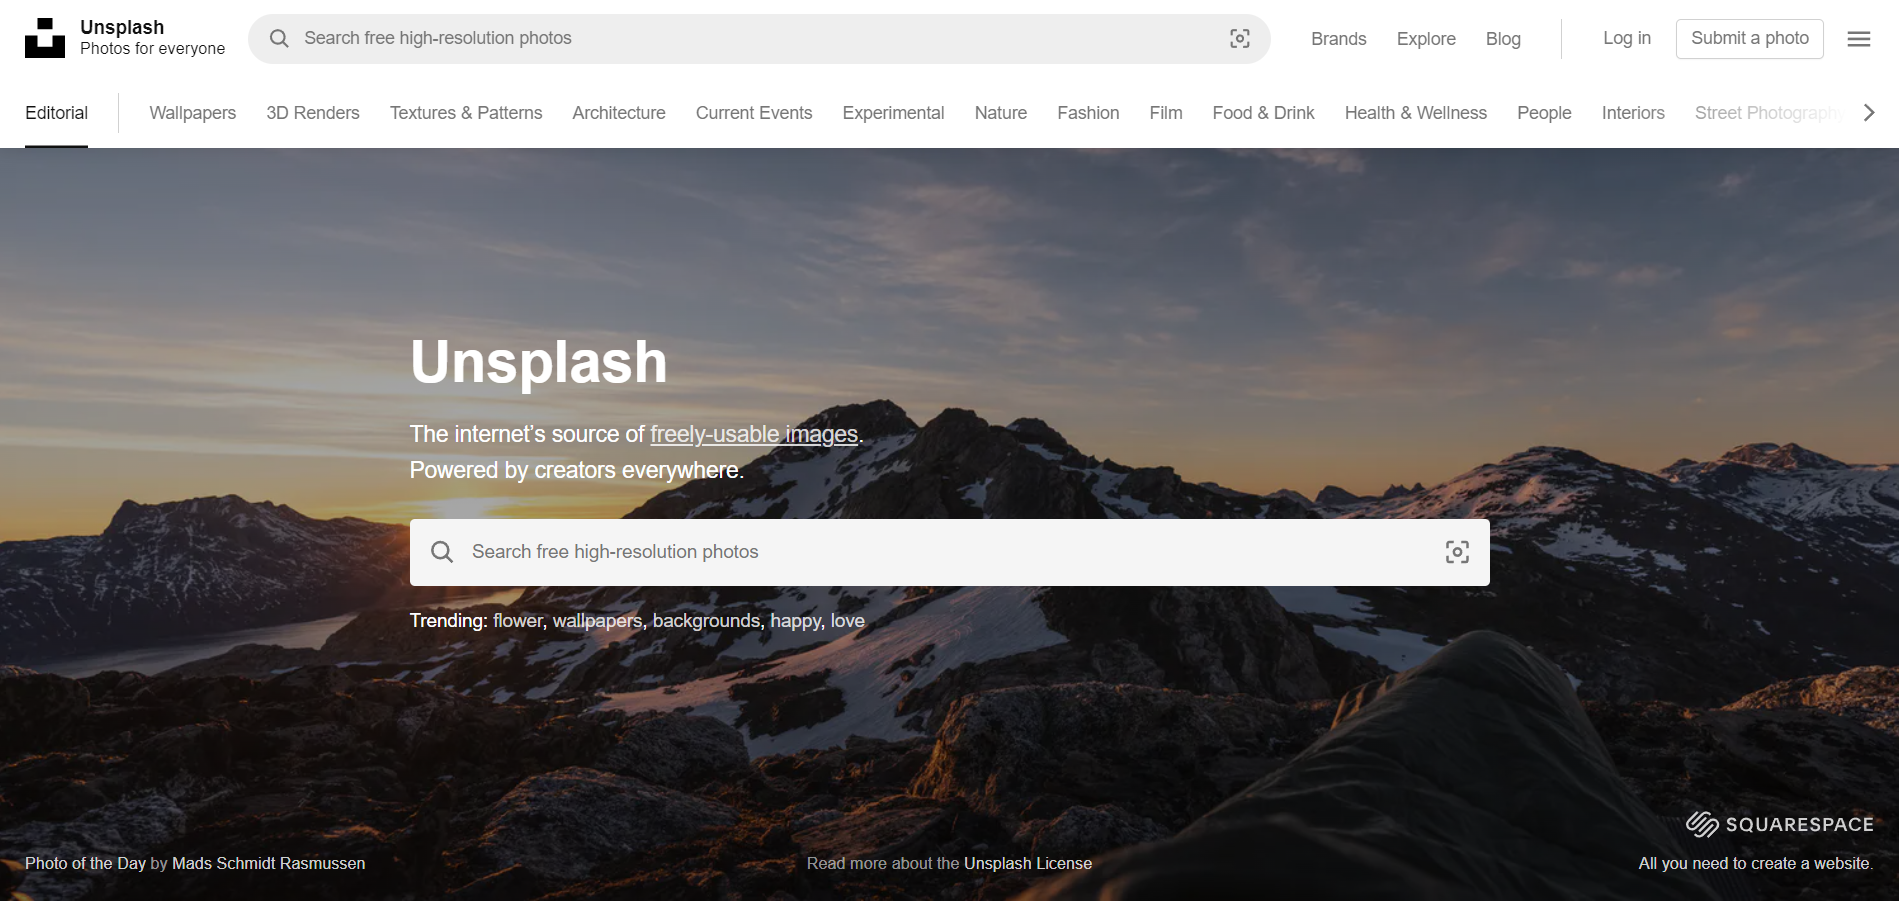 Unsplash
Photos for everyone
Search free high-resolution photos
Brands
Explore
Blog
Log in
Submit a photo
Editorial
Wallpapers
3D Renders
Textures & Patterns
Architecture
Current Events
Experimental
Nature
Fashion
Film
Food & Drink
Health & Wellness
People
Interiors
Street Photography
Unsplash
The internet’s source of freely-usable images.
Powered by creators everywhere.
Search free high-resolution photos
Trending: flower, wallpapers, backgrounds, happy, love
SQUARESPACE
Photo of the Day by Mads Schmidt Rasmussen
Read more about the Unsplash License
All you need to create a website.